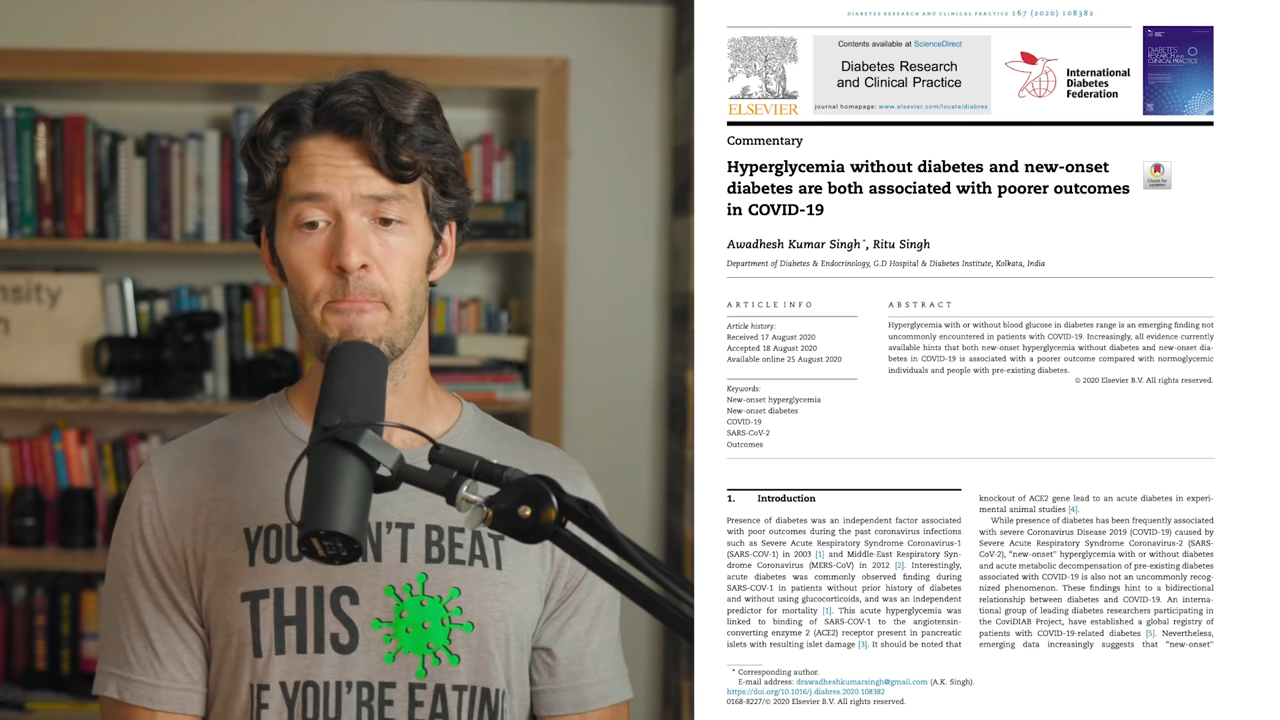 nsity
n
YOU
N'T BEAT
THIS
IF YOU'RE EATIN
DIABETES RESEARCH AND CLINICAL PRACTICE 167 (2020) 108382
ELSEVIER
Contents available at ScienceDirect
Diabetes Research
and Clinical Practice
journal homepage: www.elsevier.com/locate/diabres
International
Diabetes
Federation
DIABETES
RESEARCH AND
CLINICAL PRACTICE
Commentary
Hyperglycemia without diabetes and new-onset
diabetes are both associated with poorer outcomes
in COVID-19
Check for
updates
Awadhesh Kumar Singh *, Ritu Singh
Department of Diabetes & Endocrinology, G.D Hospital & Diabetes Institute, Kolkata, India
ARTICLE INFO
Article history:
Received 17 August 2020
Accepted 18 August 2020
Available online 25 August 2020
Keywords:
New-onset hyperglycemia
New-onset diabetes
COVID-19
SARS-CoV-2
Outcomes
ABSTRACT
Hyperglycemia with or without blood glucose in diabetes range is an emerging finding not
uncommonly encountered in patients with COVID-19. Increasingly, all evidence currently
available hints that both new-onset hyperglycemia without diabetes and new-onset dia-
betes in COVID-19 is associated with a poorer outcome compared with normoglycemic
individuals and people with pre-existing diabetes.
© 2020 Elsevier B.V. All rights reserved.
1. Introduction
Presence of diabetes was an independent factor associated
with poor outcomes during the past coronavirus infections
such as Severe Acute Respiratory Syndrome Coronavirus-1
(SARS-COV-1) in 2003 [1] and Middle-East Respiratory Syn-
drome Coronavirus (MERS-CoV) in 2012 [2]. Interestingly,
acute diabetes was commonly observed finding during
SARS-COV-1 in patients without prior history of diabetes
and without using glucocorticoids, and was an independent
predictor for mortality [1]. This acute hyperglycemia was
linked to binding of SARS-COV-1 to the angiotensin-
converting enzyme 2 (ACE2) receptor present in pancreatic
islets with resulting islet damage [3]. It should be noted that
knockout of ACE2 gene lead to an acute diabetes in experi-
mental animal studies [4].
While presence of diabetes has been frequently associated
with severe Coronavirus Disease 2019 (COVID-19) caused by
Severe Acute Respiratory Syndrome Coronavirus-2 (SARS-
CoV-2), "new-onset" hyperglycemia with or without diabetes
and acute metabolic decompensation of pre-existing diabetes
associated with COVID-19 is also not an uncommonly recog-
nized phenomenon. These findings hint to a bidirectional
relationship between diabetes and COVID-19. An interna-
tional group of leading diabetes researchers participating in
the CoviDIAB Project, have established a global registry of
patients with COVID-19-related diabetes [5]. Nevertheless,
emerging data increasingly suggests that "new-onset"
* Corresponding author.
E-mail address: drawadheshkumarsingh@gmail.com (A.K. Singh).
https://doi.org/10.1016/j.diabres.2020.108382
0168-8227/© 2020 Elsevier B.V. All rights reserved.